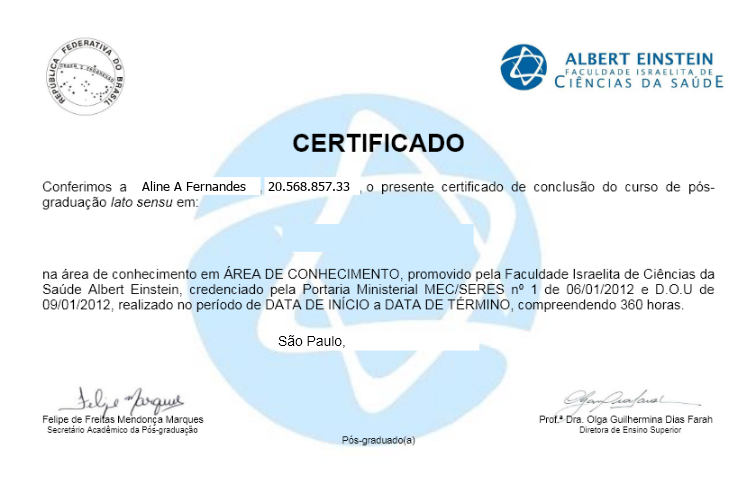 REPÚBLICA FEDERATIVA DO BRASIL
ORDEM E PROGRESSO
ALBERT EINSTEIN
FACULDADE ISRAELITA DE
CIÊNCIAS DA SAÚDE
CERTIFICADO
Conferimos a Aline A Fernandes , 20.568.857.33 , o presente certificado de conclusão do curso de pós-
graduação lato sensu em:
na área de conhecimento em ÁREA DE CONHECIMENTO, promovido pela Faculdade Israelita de Ciências da
Saúde Albert Einstein, credenciado pela Portaria Ministerial MEC/SERES nº 1 de 06/01/2012 e D.O.U de
09/01/2012, realizado no período de DATA DE INÍCIO a DATA DE TÉRMINO, compreendendo 360 horas.
São Paulo,
Felipe Marques
Felipe de Freitas Mendonça Marques
Secretário Acadêmico da Pós-graduação
Pós-graduado(a)
Prof.ª Dra. Olga Guilhermina Dias Farah
Diretora de Ensino Superior